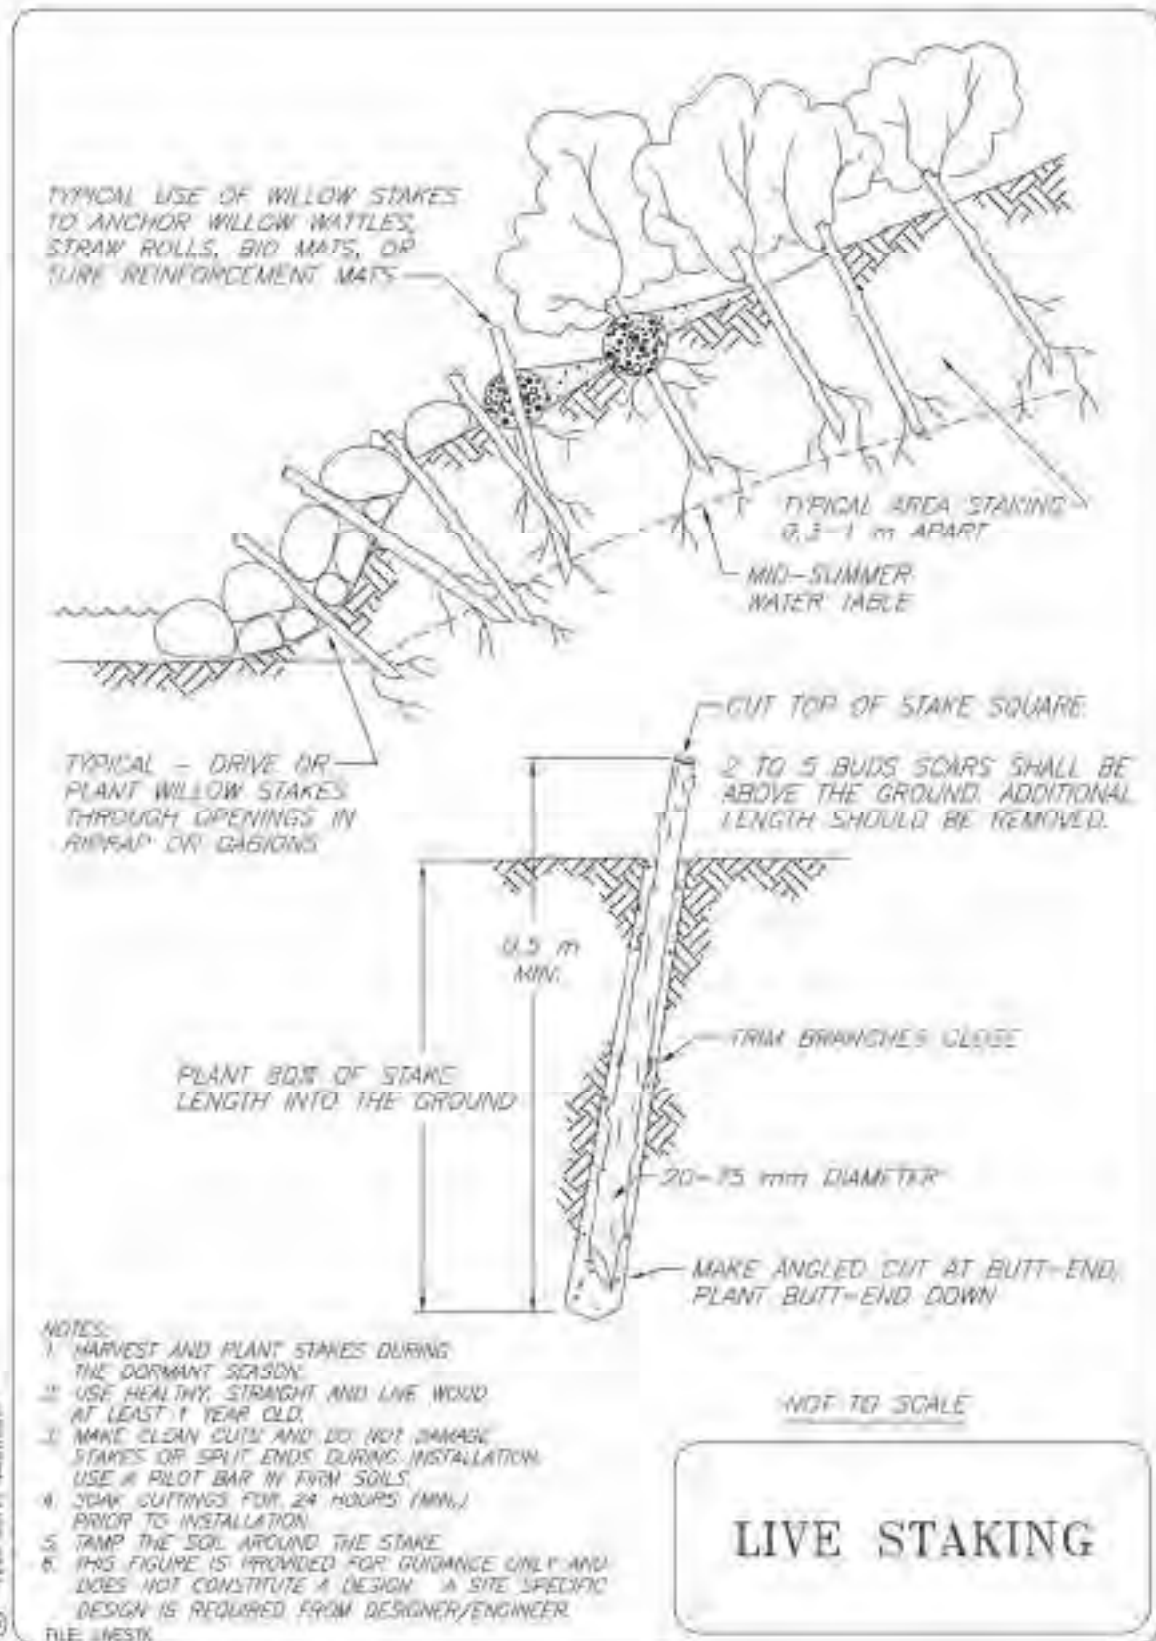 TYPICAL USE OF WILLOW STAKES
TO ANCHOR WILLOW WATTLES,
STRAW ROLLS, BIO MATS, OR
TURF REINFORCEMENT MATS
TYPICAL AREA STAKING
0.3-1 m APART
MID-SUMMER
WATER TABLE
TYPICAL - DRIVE OR
PLANT WILLOW STAKES
THROUGH OPENINGS IN
RIPRAP OR GABIONS
CUT TOP OF STAKE SQUARE
2 TO 5 BUDS SCARS SHALL BE
ABOVE THE GROUND. ADDITIONAL
LENGTH SHOULD BE REMOVED.
0.5 m
MIN.
TRIM BRANCHES CLOSE
PLANT 80% OF STAKE
LENGTH INTO THE GROUND
20-75 mm DIAMETER
MAKE ANGLED CUT AT BUTT-END,
PLANT BUTT-END DOWN
NOTES:
1. HARVEST AND PLANT STAKES DURING
THE DORMANT SEASON.
2. USE HEALTHY, STRAIGHT AND LIVE WOOD
AT LEAST 1 YEAR OLD.
3. MAKE CLEAN CUTS AND DO NOT DAMAGE
STAKES OR SPLIT ENDS DURING INSTALLATION
USE A PILOT BAR IN FIRM SOILS.
4. SOAK CUTTINGS FOR 24 HOURS (MIN.)
PRIOR TO INSTALLATION.
5. TAMP THE SOIL AROUND THE STAKE
6. THIS FIGURE IS PROVIDED FOR GUIDANCE ONLY AND
DOES NOT CONSTITUTE A DESIGN. A SITE SPECIFIC
DESIGN IS REQUIRED FROM DESIGNER/ENGINEER
FILE: LIVESTK
NOT TO SCALE
LIVE STAKING